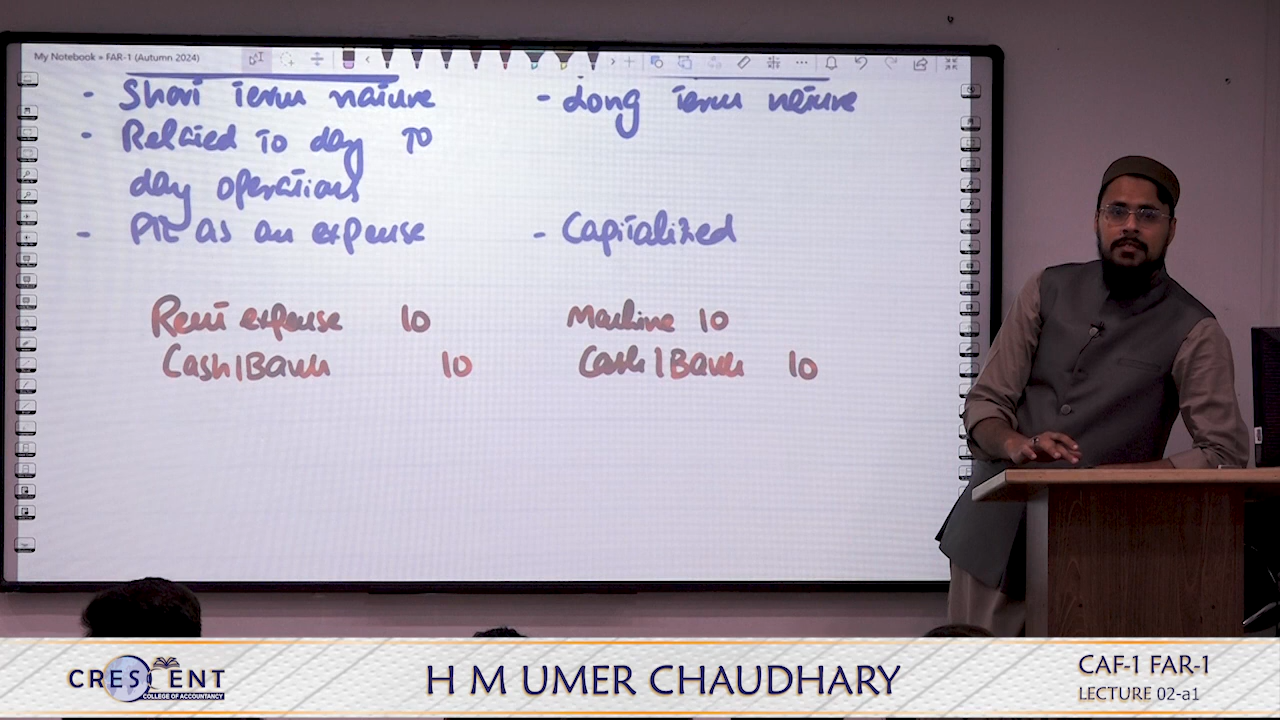 My Notebook » FAR-1 (Autumn 2024)
- Short Term nature
- Related To day To
day operations
- P/L as an expense
- Long Term nature
- Capitalized
Rent expense 10
Cash/Bank 10
Machine 10
Cash/Bank 10
CRESCENT
COLLEGE OF ACCOUNTANCY
H M UMER CHAUDHARY
CAF-1 FAR-1
LECTURE 02-a1